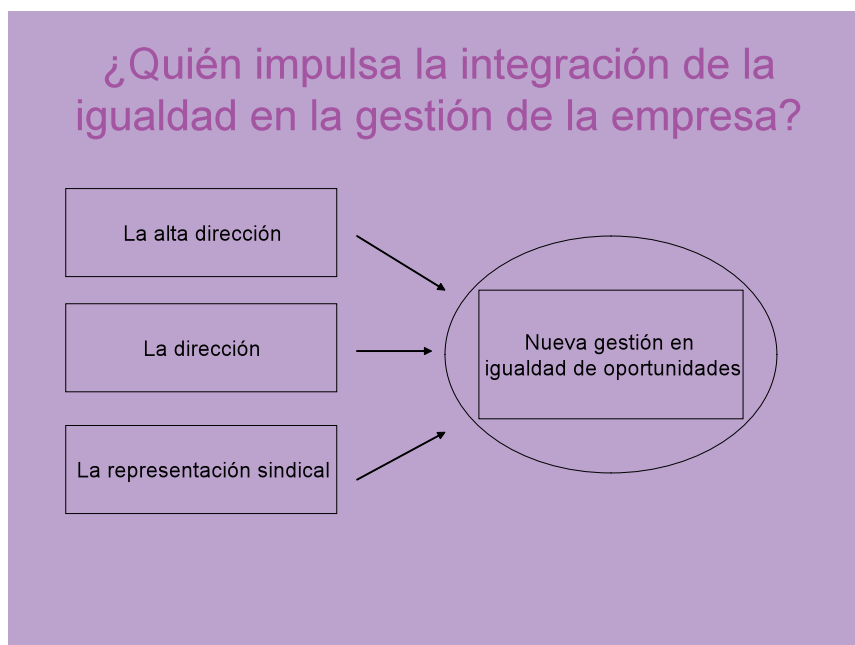 ¿Quién impulsa la integración de la
igualdad en la gestión de la empresa?
La alta dirección
La dirección
La representación sindical
Nueva gestión en
igualdad de oportunidades